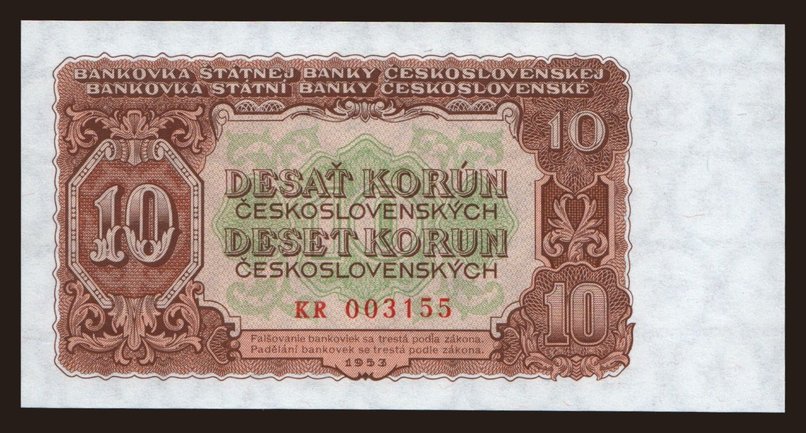 BANKOVKA ŠTÁTNEJ BANKY ČESKOSLOVENSKEJ
BANKOVKA STÁTNÍ BANKY ČESKOSLOVENSKÉ
10
10
DESAŤ KORÚN
ČESKOSLOVENSKÝCH
DESET KORUN
ČESKOSLOVENSKÝCH
KR 003155
10
Falšovanie bankoviek sa trestá podľa zákona.
Padělání bankovek se trestá podle zákona.
1953